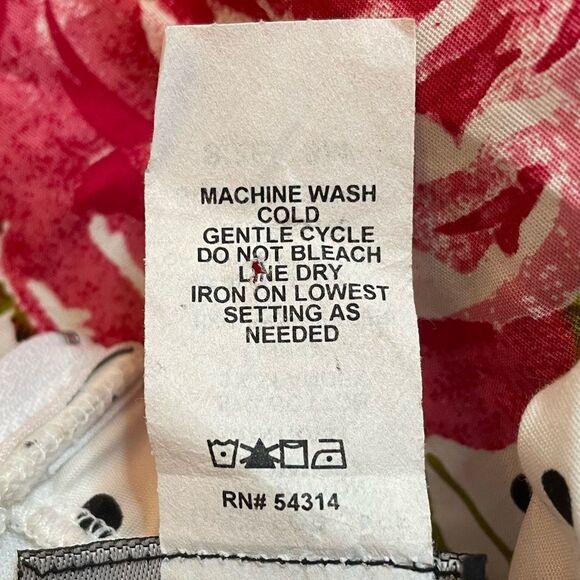 MACHINE WASH
COLD
GENTLE CYCLE
DO NOT BLEACH
LINE DRY
IRON ON LOWEST
SETTING AS
NEEDED
RN# 54314